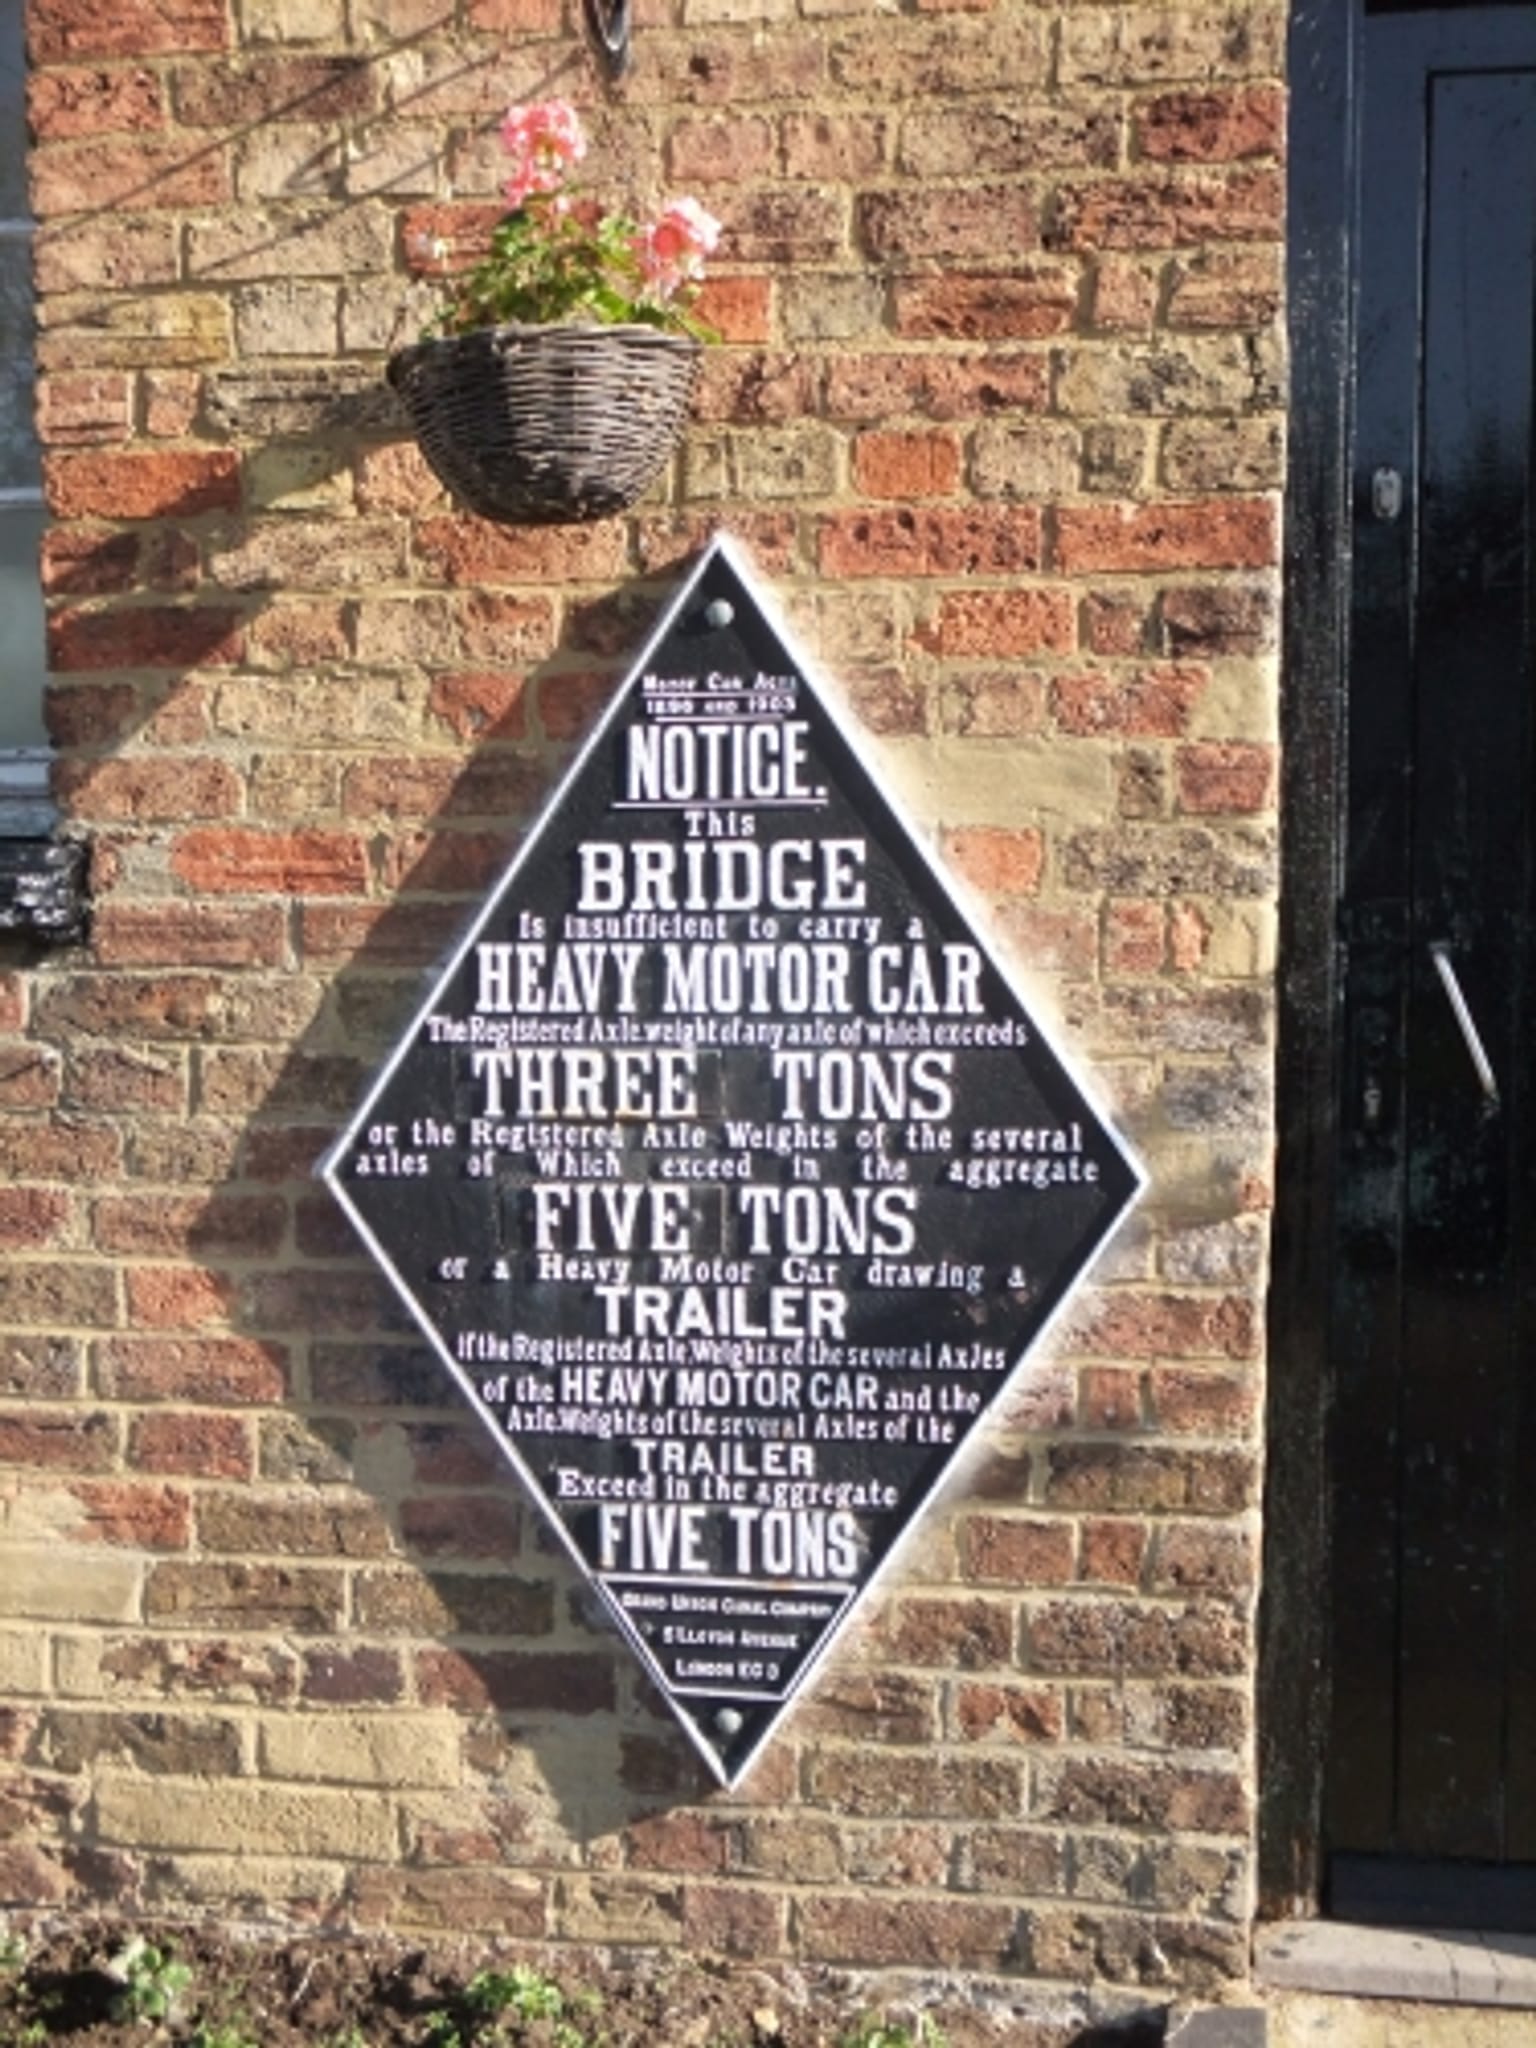 Motor Car Acts
1896 and 1903
NOTICE.
This
BRIDGE
Is insufficient to carry a
HEAVY MOTOR CAR
The Registered Axle.weight of any axle of which exceeds
THREE TONS
or the Registered Axle Weights of the several
axles of Which exceed in the aggregate
FIVE TONS
or a Heavy Motor Car drawing a
TRAILER
if the Registered Axle.Weights of the several Axles
of the HEAVY MOTOR CAR and the
Axle.Weights of the several Axles of the
TRAILER
Exceed in the aggregate
FIVE TONS
GRAND UNION CANAL COMPANY
LLOYDS AVENUE
LONDON EC 3